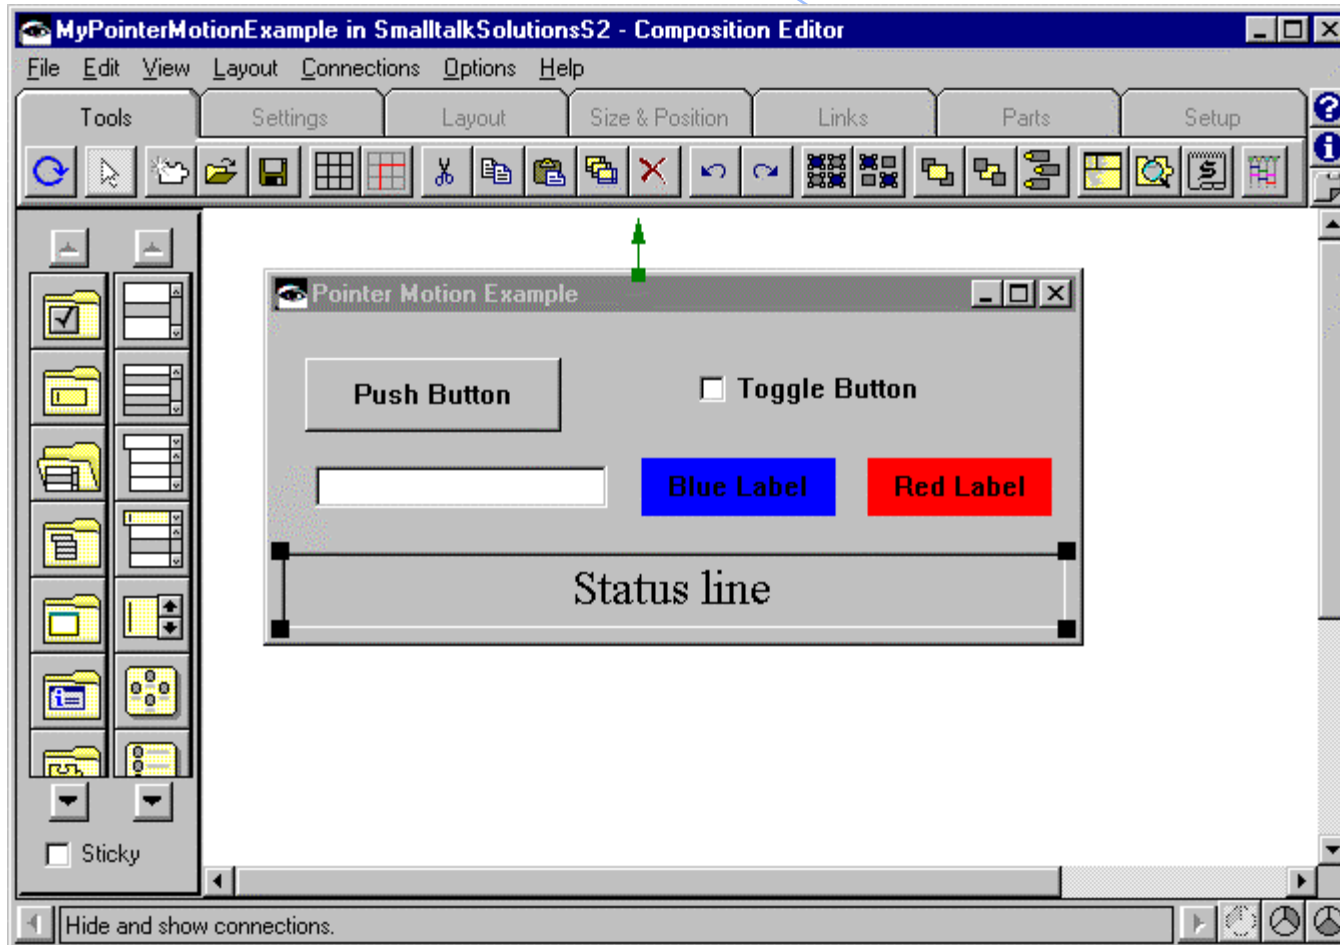 MyPointerMotionExample in SmalltalkSolutionsS2 - Composition Editor
File Edit View Layout Connections Options Help
Tools Settings Layout Size & Position Links Parts Setup
Pointer Motion Example
Push Button
Toggle Button
Blue Label
Red Label
Status line
Sticky
Hide and show connections.